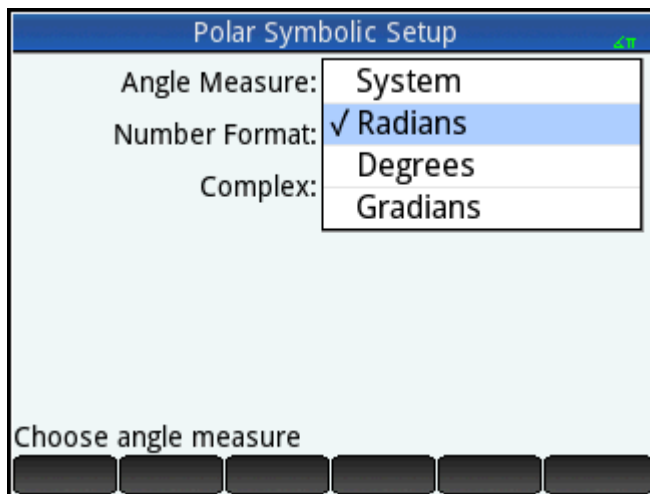 Polar Symbolic Setup
∡π
Angle Measure:
System
Number Format:
√ Radians
Degrees
Complex:
Gradians
Choose angle measure